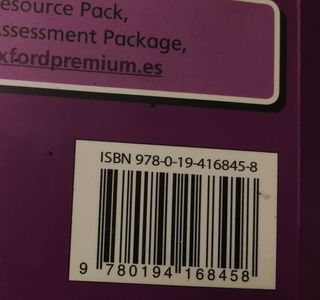 esource Pack,
ssessment Package,
xfordpremium.es
ISBN 978-0-19-416845-8
9 780194 168458